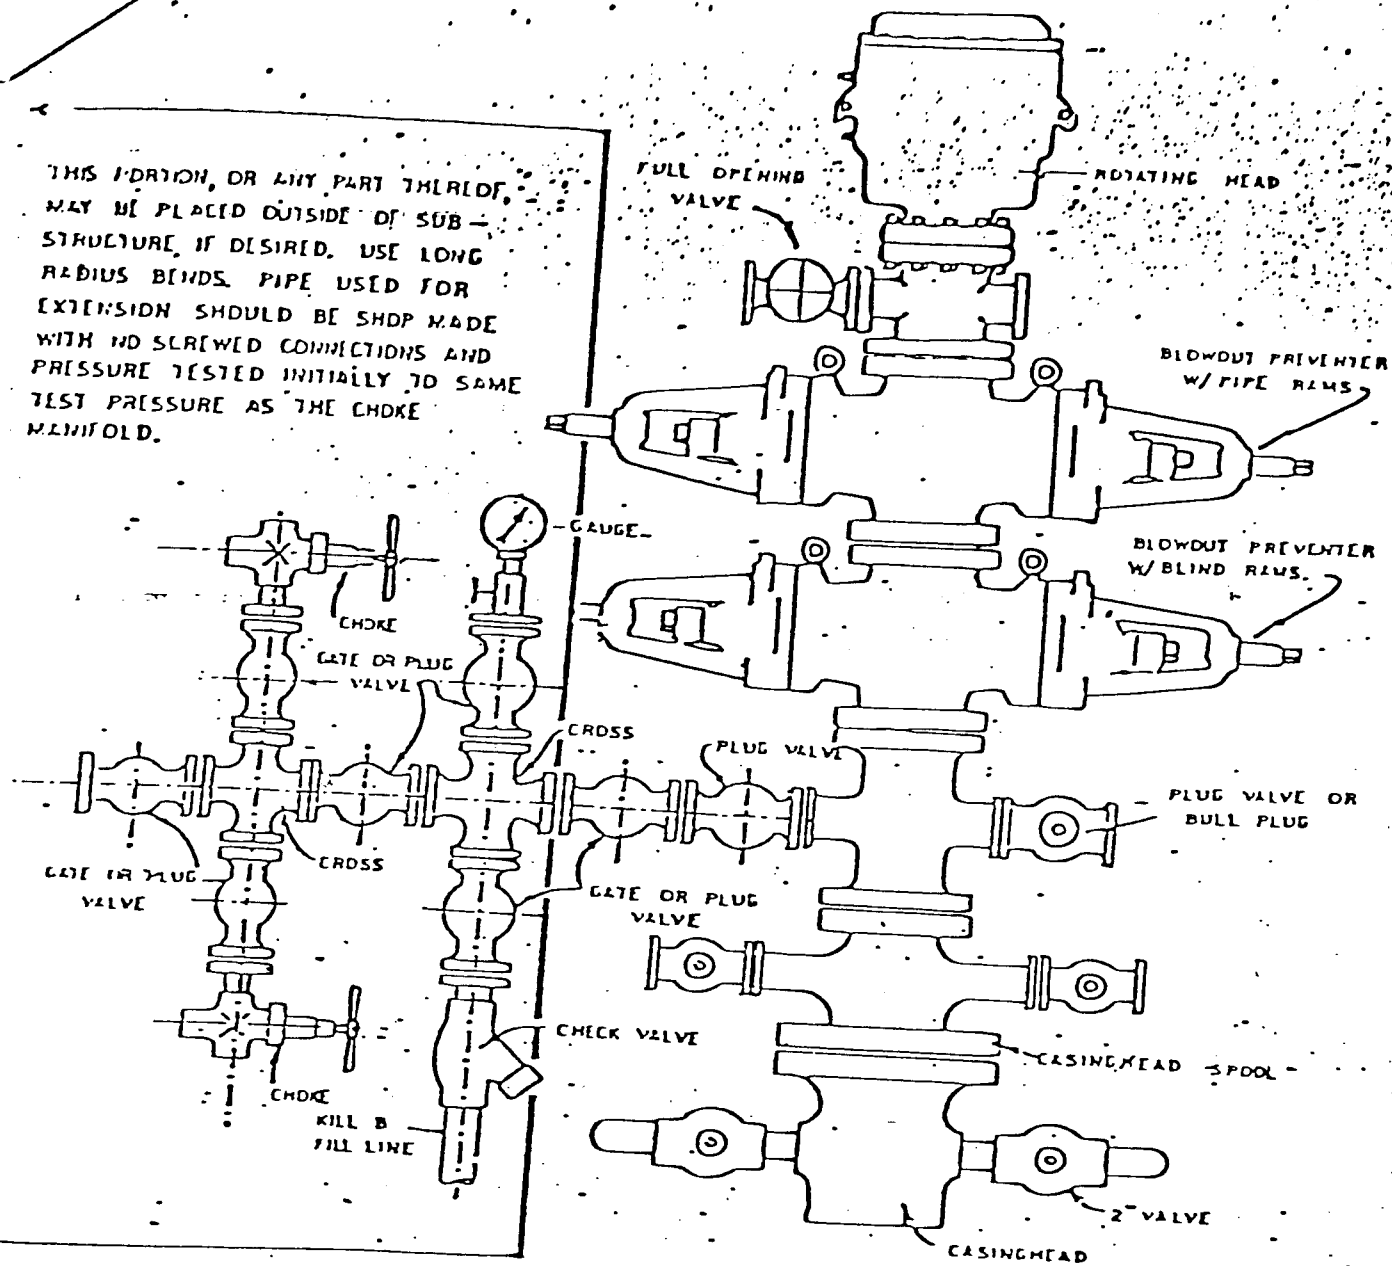 THIS PORTION, OR ANY PART THEREOF,
MAY BE PLACED OUTSIDE OF SUB-
STRUCTURE, IF DESIRED. USE LONG
RADIUS BENDS. PIPE USED FOR
EXTENSION SHOULD BE SHOP MADE
WITH NO SCREWED CONNECTIONS AND
PRESSURE TESTED INITIALLY TO SAME
TEST PRESSURE AS THE CHOKE
MANIFOLD.
FULL OPENING
VALVE
ROTATING HEAD
BLOWOUT PREVENTER
W/ PIPE RAMS
GAUGE
BLOWOUT PREVENTER
W/ BLIND RAMS.
CHOKE
GATE OR PLUG
VALVE
CROSS
PLUG VALVE
PLUG VALVE OR
BULL PLUG
CROSS
GATE OR PLUG
VALVE
GATE OR PLUG
VALVE
CHECK VALVE
CASINGHEAD SPOOL
CHOKE
KILL &
FILL LINE
2" VALVE
CASINGHEAD